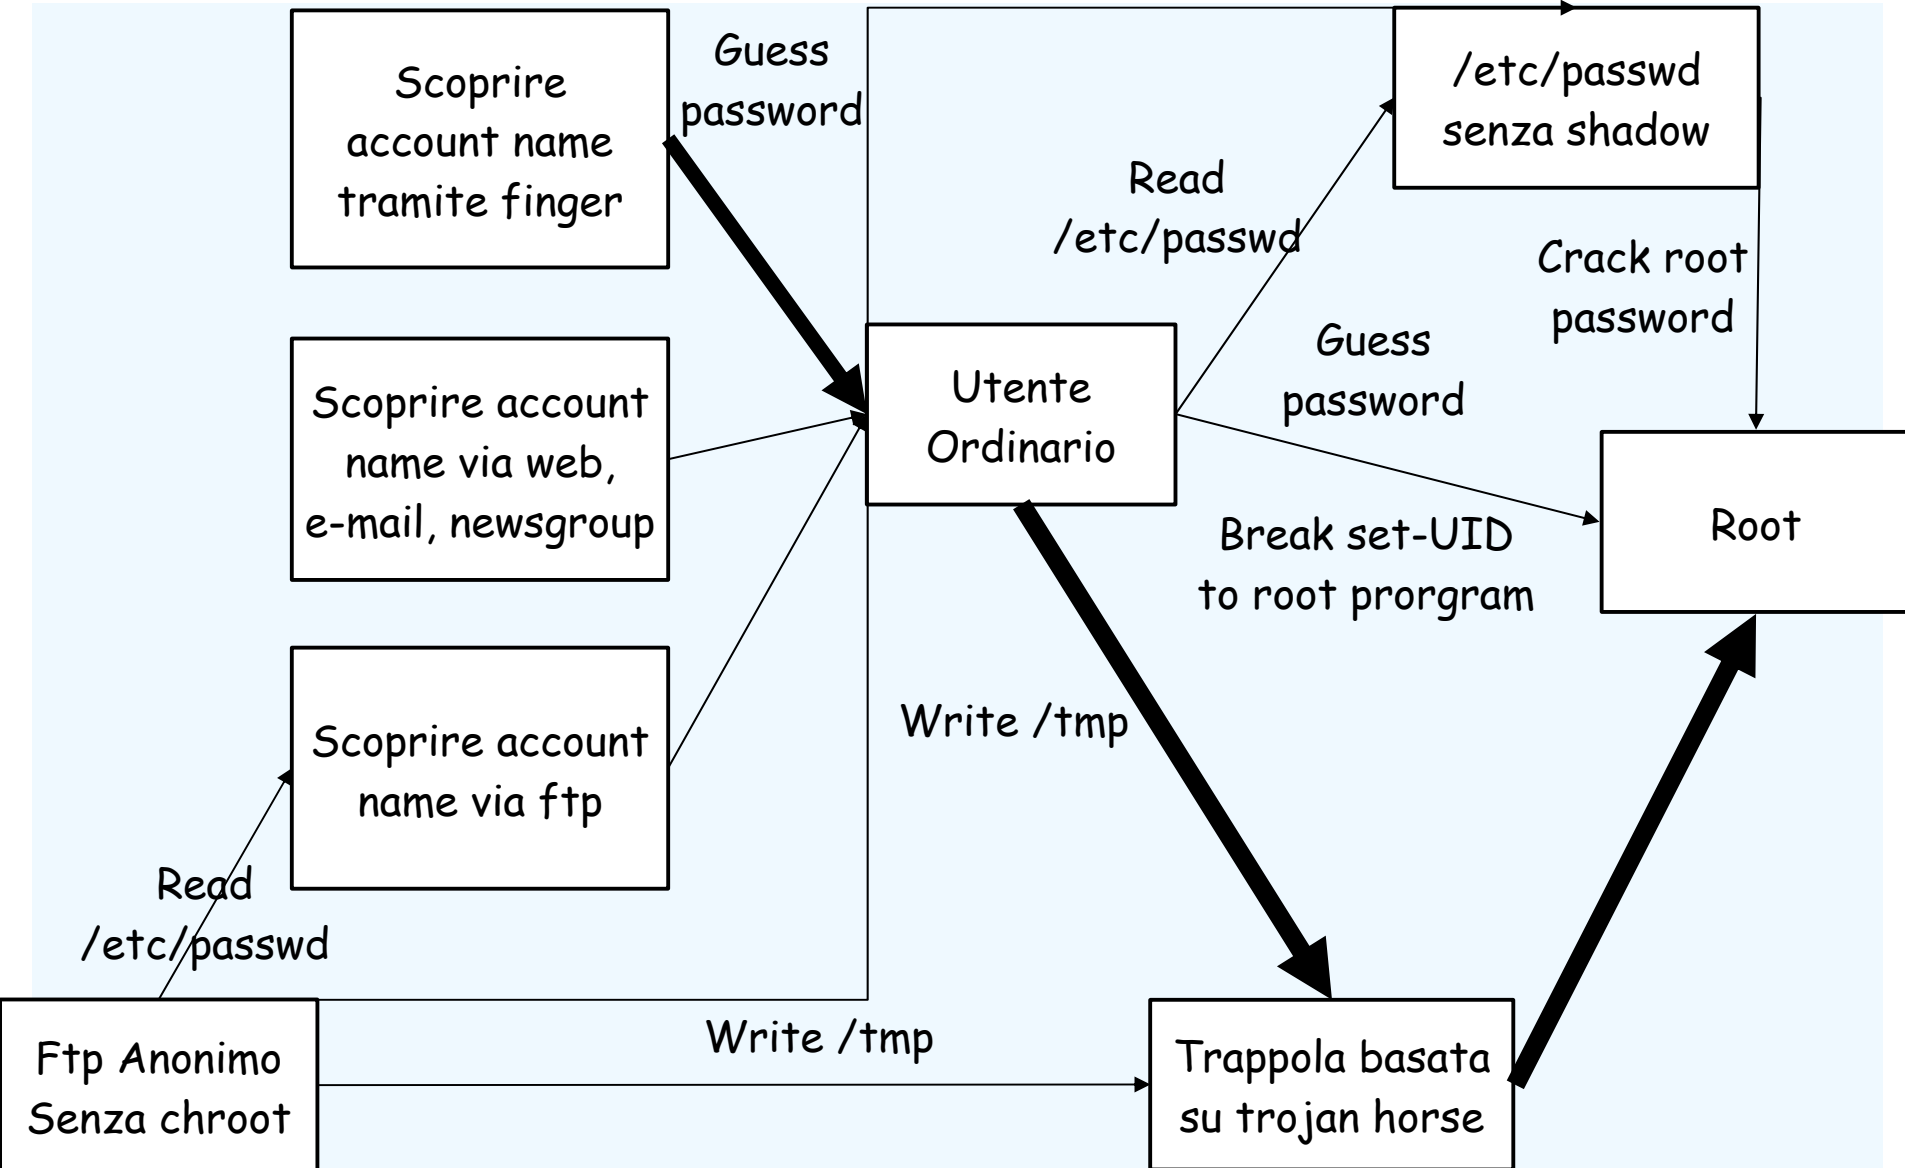 Scoprire
account name
tramite finger
Guess
password
/etc/passwd
senza shadow
Read
/etc/passwd
Crack root
password
Scoprire account
name via web,
e-mail, newsgroup
Utente
Ordinario
Guess
password
Root
Break set-UID
to root prorgram
Scoprire account
name via ftp
Write /tmp
Read
/etc/passwd
Ftp Anonimo
Senza chroot
Write /tmp
Trappola basata
su trojan horse